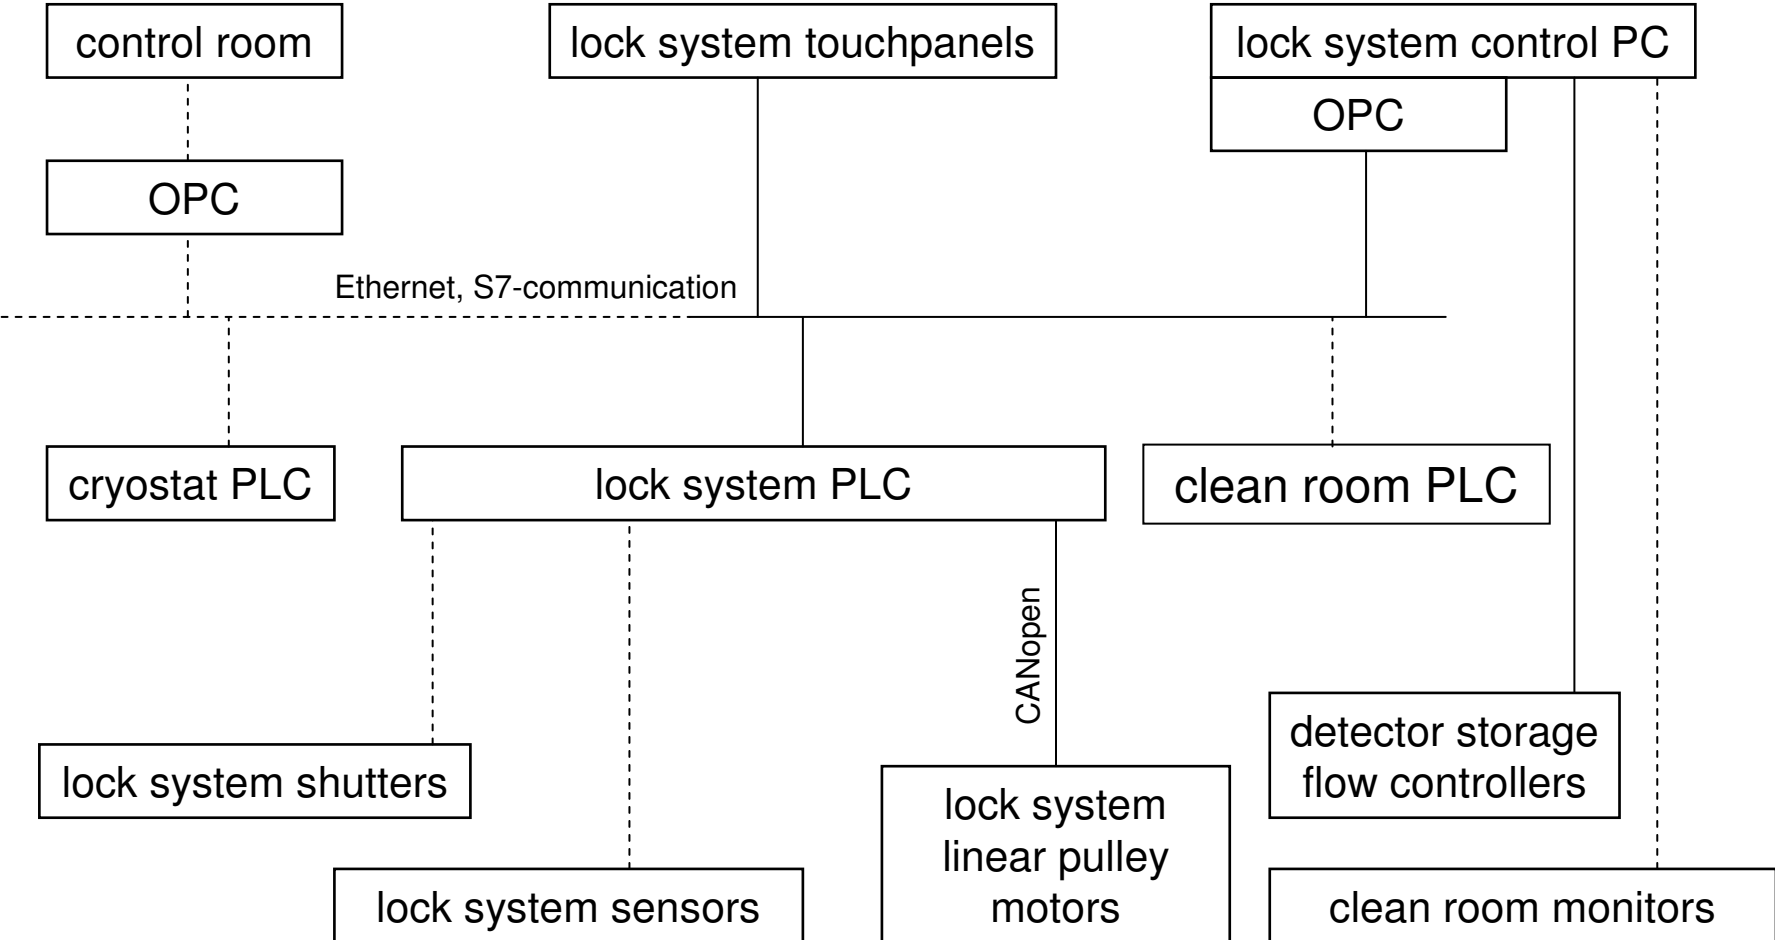 control room
lock system touchpanels
lock system control PC
OPC
OPC
Ethernet, S7-communication
cryostat PLC
lock system PLC
clean room PLC
CANopen
detector storage
flow controllers
lock system shutters
lock system
linear pulley
motors
lock system sensors
clean room monitors